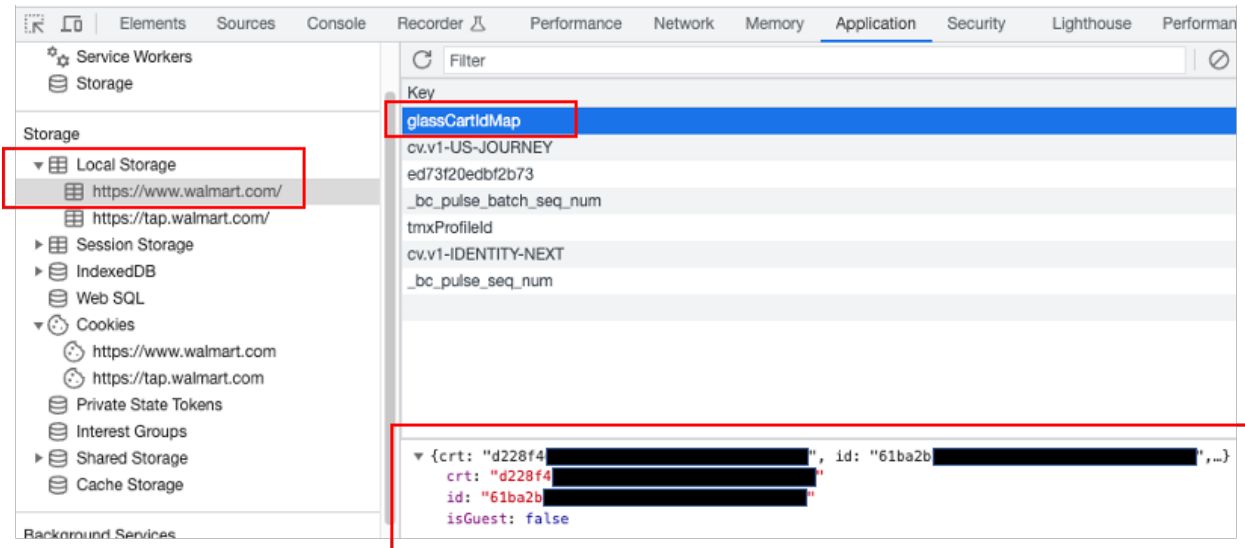 Elements Sources Console Recorder Performance Network Memory Application Security Lighthouse Performan
Service Workers
Storage
Storage
Local Storage
https://www.walmart.com/
https://tap.walmart.com/
Session Storage
IndexedDB
Web SQL
Cookies
https://www.walmart.com
https://tap.walmart.com
Private State Tokens
Interest Groups
Shared Storage
Cache Storage
Background Services
Filter
Key
glassCartIdMap
cv.v1-US-JOURNEY
ed73f20edbf2b73
_bc_pulse_batch_seq_num
tmxProfileId
cv.v1-IDENTITY-NEXT
_bc_pulse_seq_num
{crt: "d228f4 ", id: "61ba2b ",…}
crt: "d228f4 "
id: "61ba2b "
isGuest: false